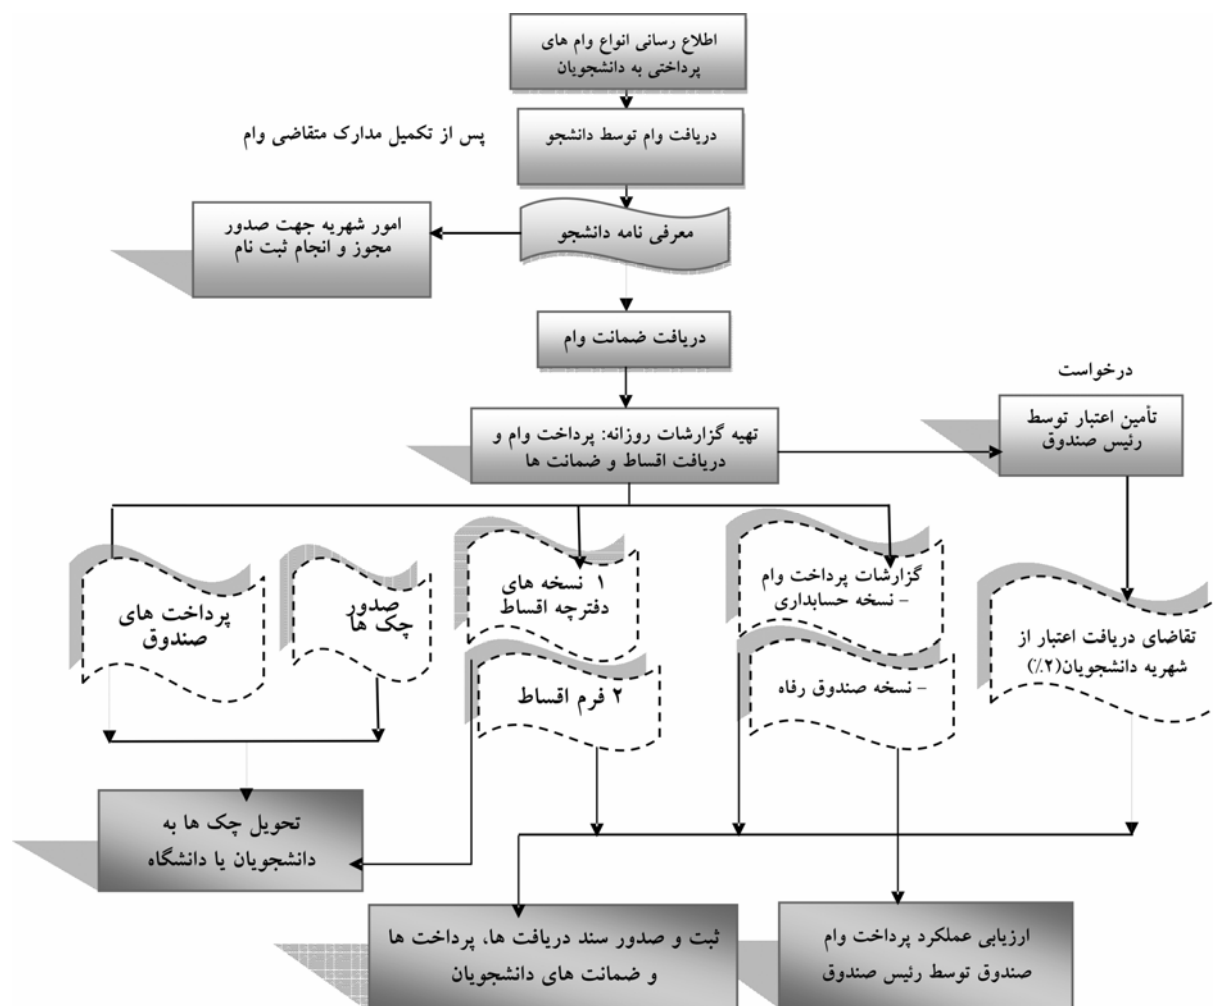 اطلاع رسانی انواع وام های
پرداختی به دانشجویان
دریافت وام توسط دانشجو
پس از تکمیل مدارک متقاضی وام
معرفی نامه دانشجو
امور شهریه جهت صدور
مجوز و انجام ثبت نام
دریافت ضمانت وام
درخواست
تأمین اعتبار توسط
رئیس صندوق
تهیه گزارشات روزانه: پرداخت وام و
دریافت اقساط و ضمانت ها
گزارشات پرداخت وام
– نسخه حسابداری
– نسخه صندوق رفاه
۱ نسخه های
دفترچه اقساط
۲ فرم اقساط
صدور
چک ها
پرداخت های
صندوق
تقاضای دریافت اعتبار از
شهریه دانشجویان(۲٪)
تحویل چک ها به
دانشجویان یا دانشگاه
ارزیابی عملکرد پرداخت وام
صندوق توسط رئیس صندوق
ثبت و صدور سند دریافت ها، پرداخت ها
و ضمانت های دانشجویان